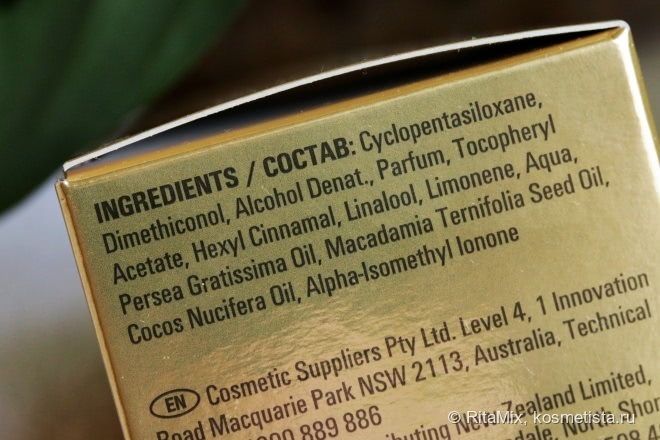 INGREDIENTS / СОСТАВ: Cyclopentasiloxane,
Dimethiconol, Alcohol Denat., Parfum, Tocopheryl
Acetate, Hexyl Cinnamal, Linalool, Limonene, Aqua,
Persea Gratissima Oil, Macadamia Ternifolia Seed Oil,
Cocos Nucifera Oil, Alpha-Isomethyl Ionone
EN Cosmetic Suppliers Pty Ltd. Level 4, 1 Innovation
Road Macquarie Park NSW 2113, Australia, Technical
889 886
Zealand Limited,
© RitaMix, kosmetista.ru